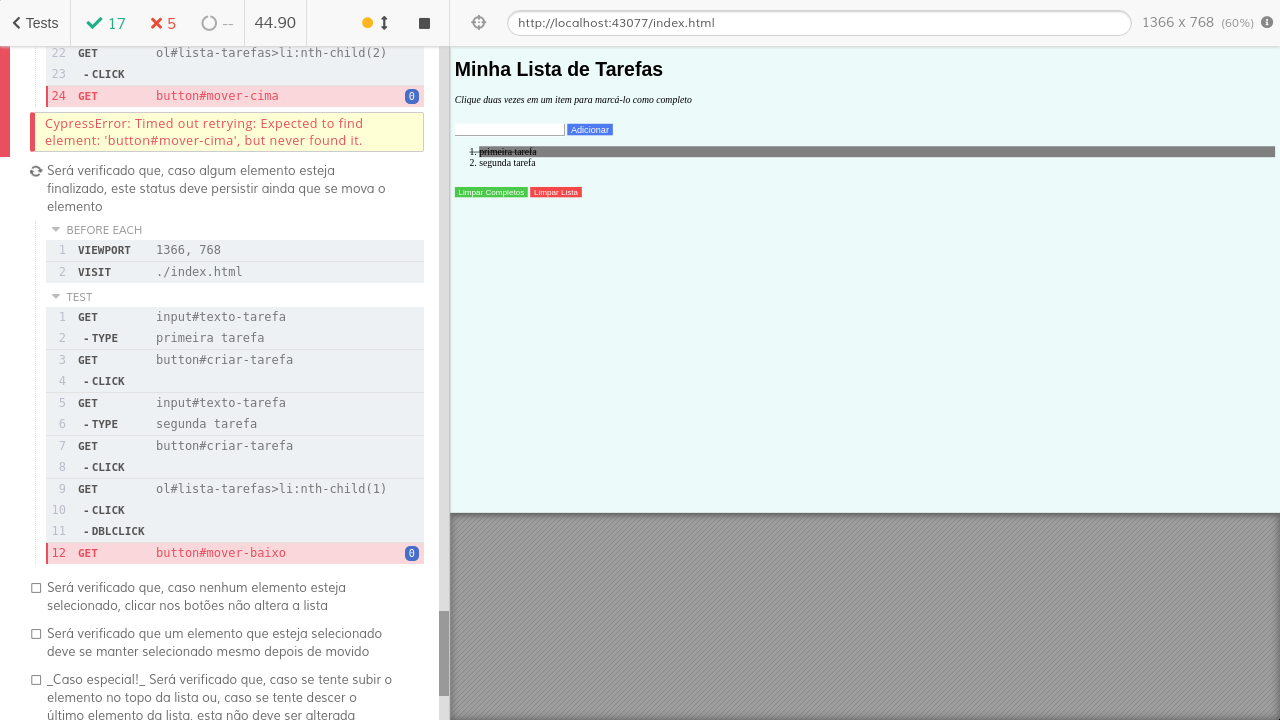 Tests
17
5
--
44.90
http://localhost:43077/index.html
1366 x 768 (60%)
22 GET ol#lista-tarefas>li:nth-child(2)
23 - CLICK
24 GET button#mover-cima 0
CypressError: Timed out retrying: Expected to find
element: 'button#mover-cima', but never found it.
Será verificado que, caso algum elemento esteja
finalizado, este status deve persistir ainda que se mova o
elemento
BEFORE EACH
1 VIEWPORT 1366, 768
2 VISIT ./index.html
TEST
1 GET input#texto-tarefa
2 - TYPE primeira tarefa
3 GET button#criar-tarefa
4 - CLICK
5 GET input#texto-tarefa
6 - TYPE segunda tarefa
7 GET button#criar-tarefa
8 - CLICK
9 GET ol#lista-tarefas>li:nth-child(1)
10 - CLICK
11 - DBLCLICK
12 GET button#mover-baixo 0
Será verificado que, caso nenhum elemento esteja
selecionado, clicar nos botões não altera a lista
Será verificado que um elemento que esteja selecionado
deve se manter selecionado mesmo depois de movido
_Caso especial!_ Será verificado que, caso se tente subir o
elemento no topo da lista ou, caso se tente descer o
último elemento da lista, esta não deve ser alterada
Minha Lista de Tarefas
Clique duas vezes em um item para marcá-lo como completo
Adicionar
1. primeira tarefa
2. segunda tarefa
Limpar Completos Limpar Lista